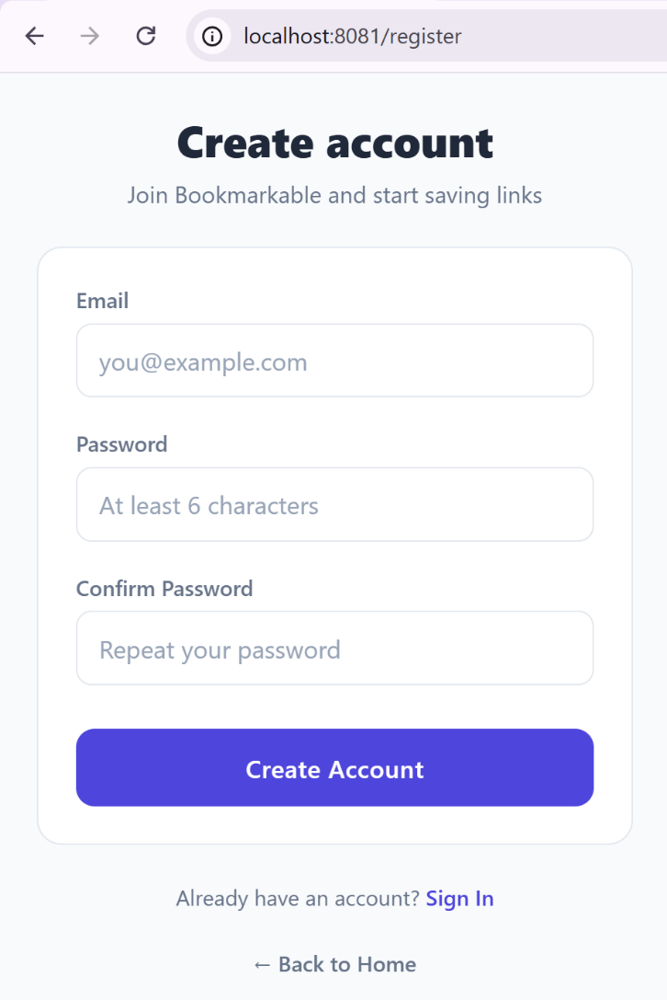 localhost:8081/register
Create account
Join Bookmarkable and start saving links
Email
you@example.com
Password
At least 6 characters
Confirm Password
Repeat your password
Create Account
Already have an account? Sign In
← Back to Home